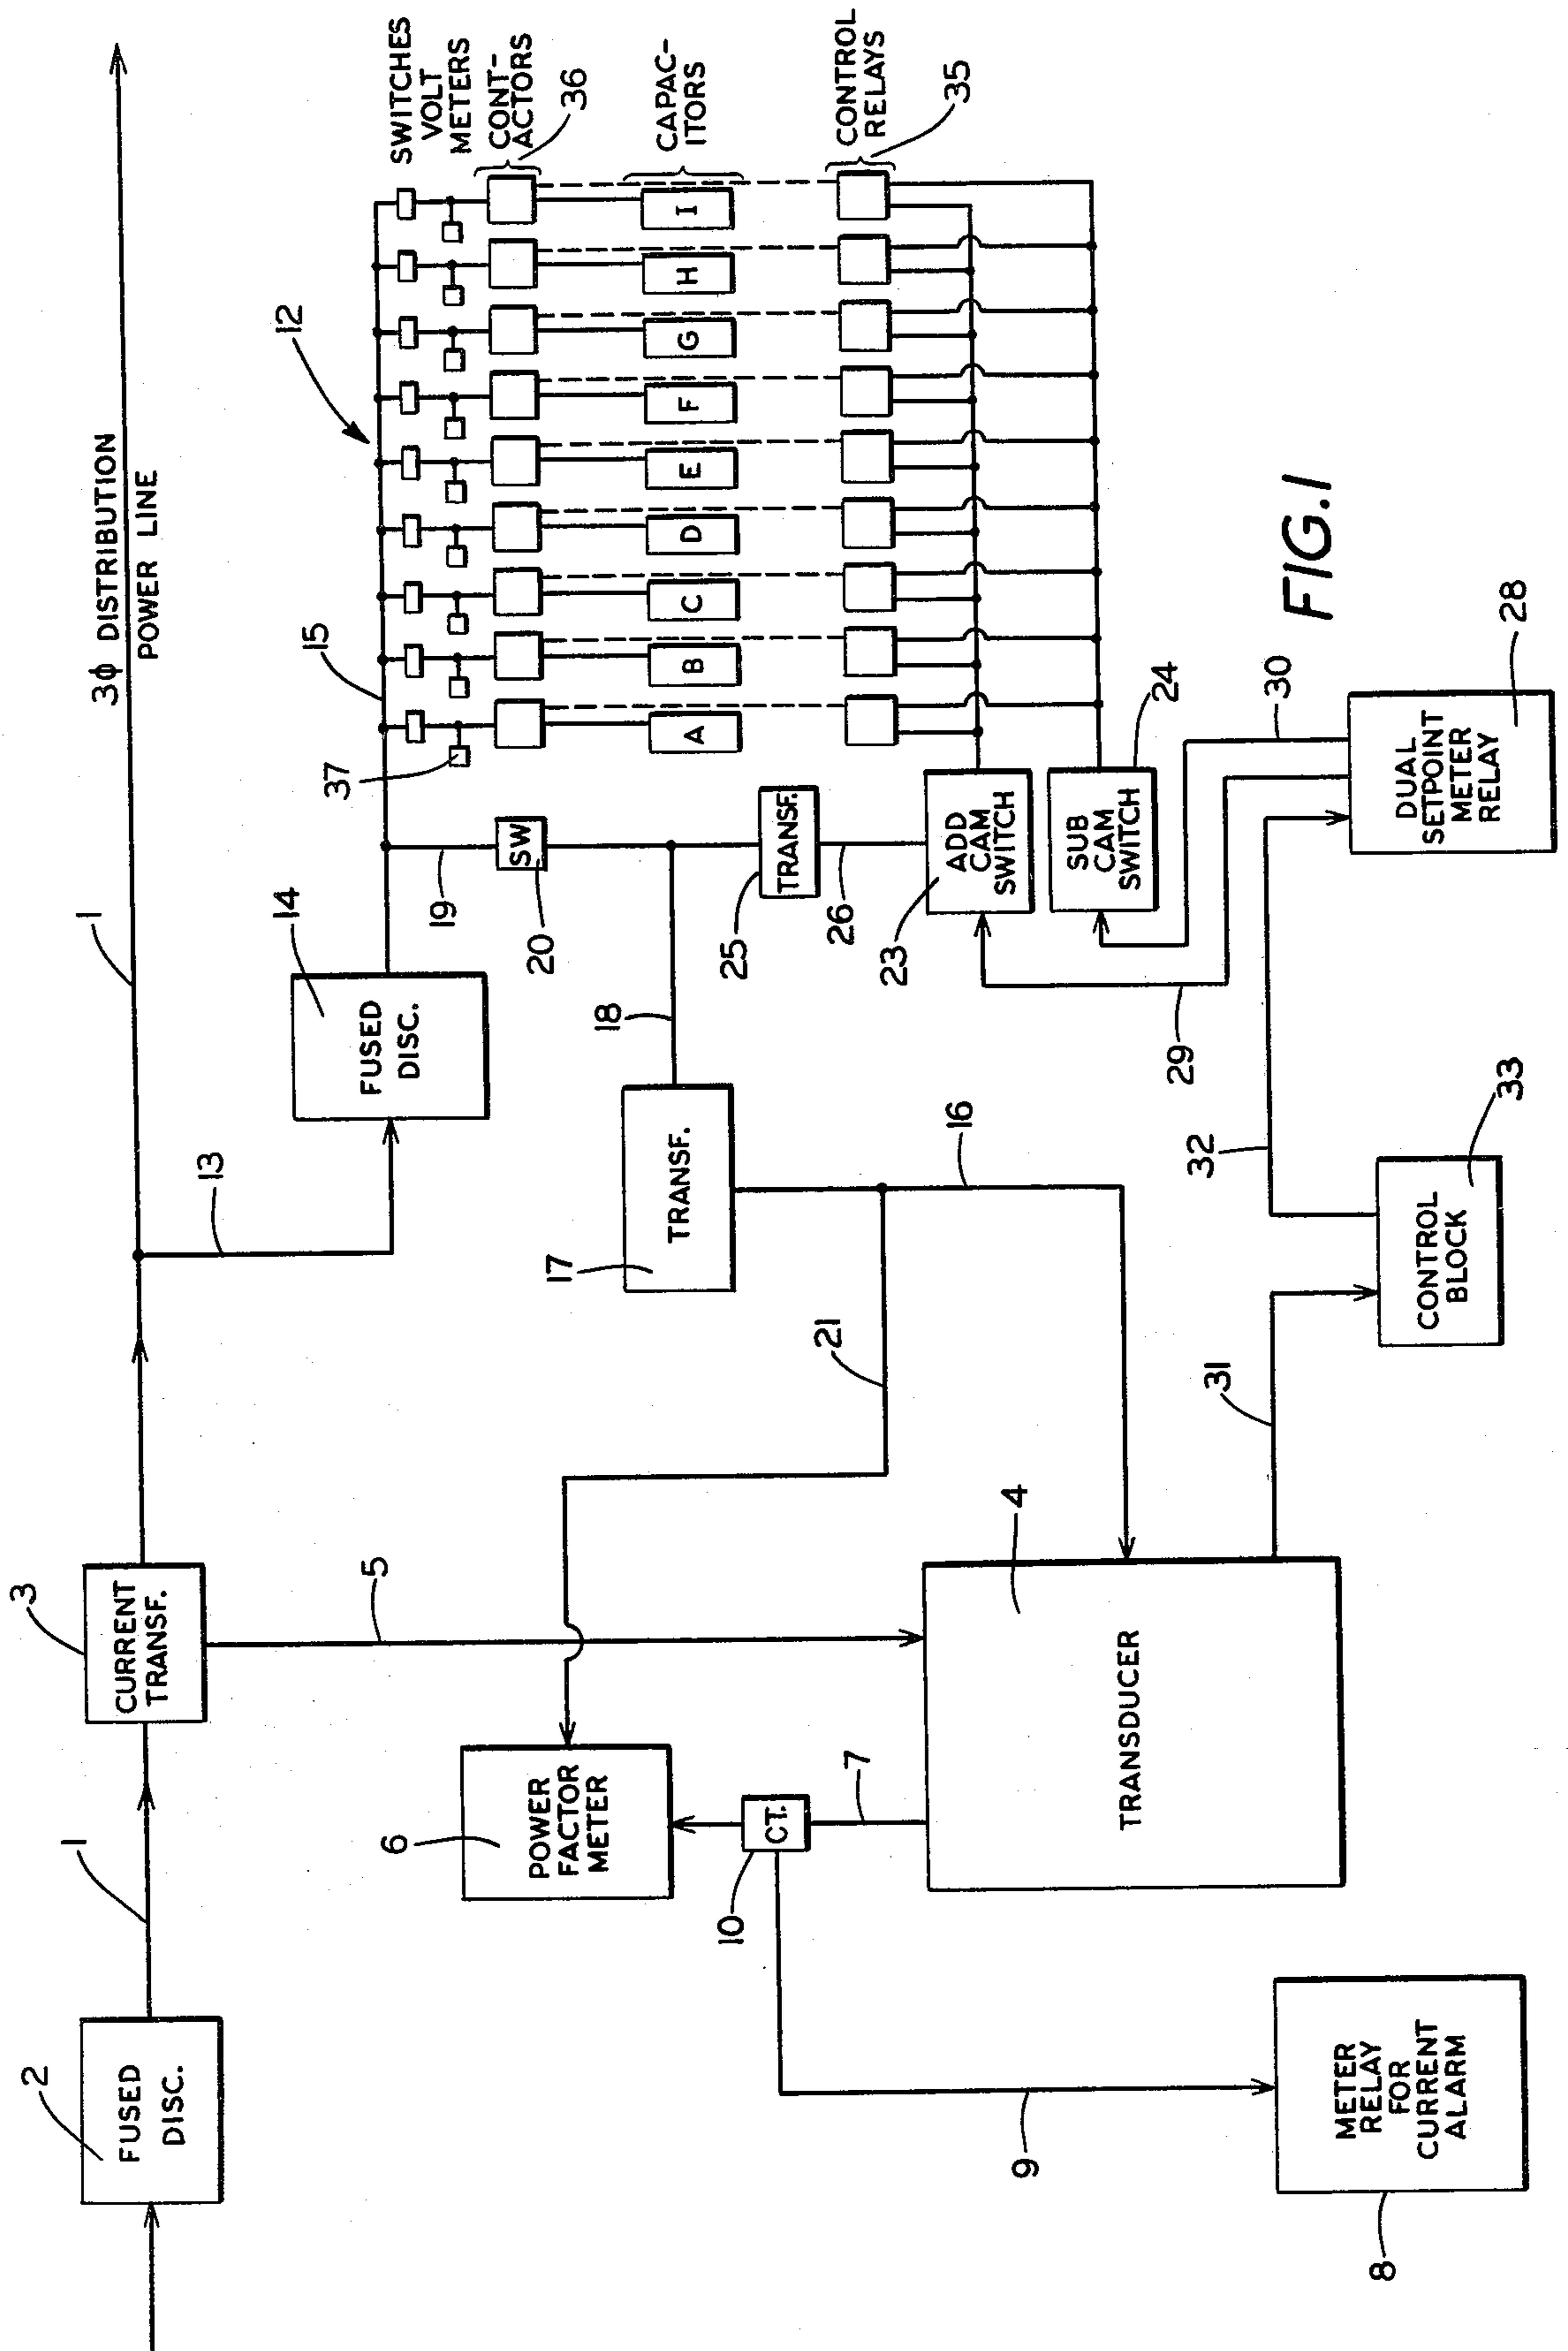 3ϕ DISTRIBUTION
POWER LINE
1
1
2
FUSED
DISC.
3
CURRENT
TRANSF.
5
13
14
FUSED
DISC.
15
12
SWITCHES
VOLT
METERS
CONT-
ACTORS
36
CAPAC-
ITORS
CONTROL
RELAYS
35
37
A
B
C
D
E
F
G
H
I
19
SW
20
18
17
TRANSF.
25
TRANSF.
26
23
ADD
CAM
SWITCH
SUB
CAM
SWITCH
24
16
21
6
POWER
FACTOR
METER
10
CT.
7
4
TRANSDUCER
9
8
METER
RELAY
FOR
CURRENT
ALARM
31
CONTROL
BLOCK
33
32
29
30
DUAL
SETPOINT
METER
RELAY
28
FIG.1